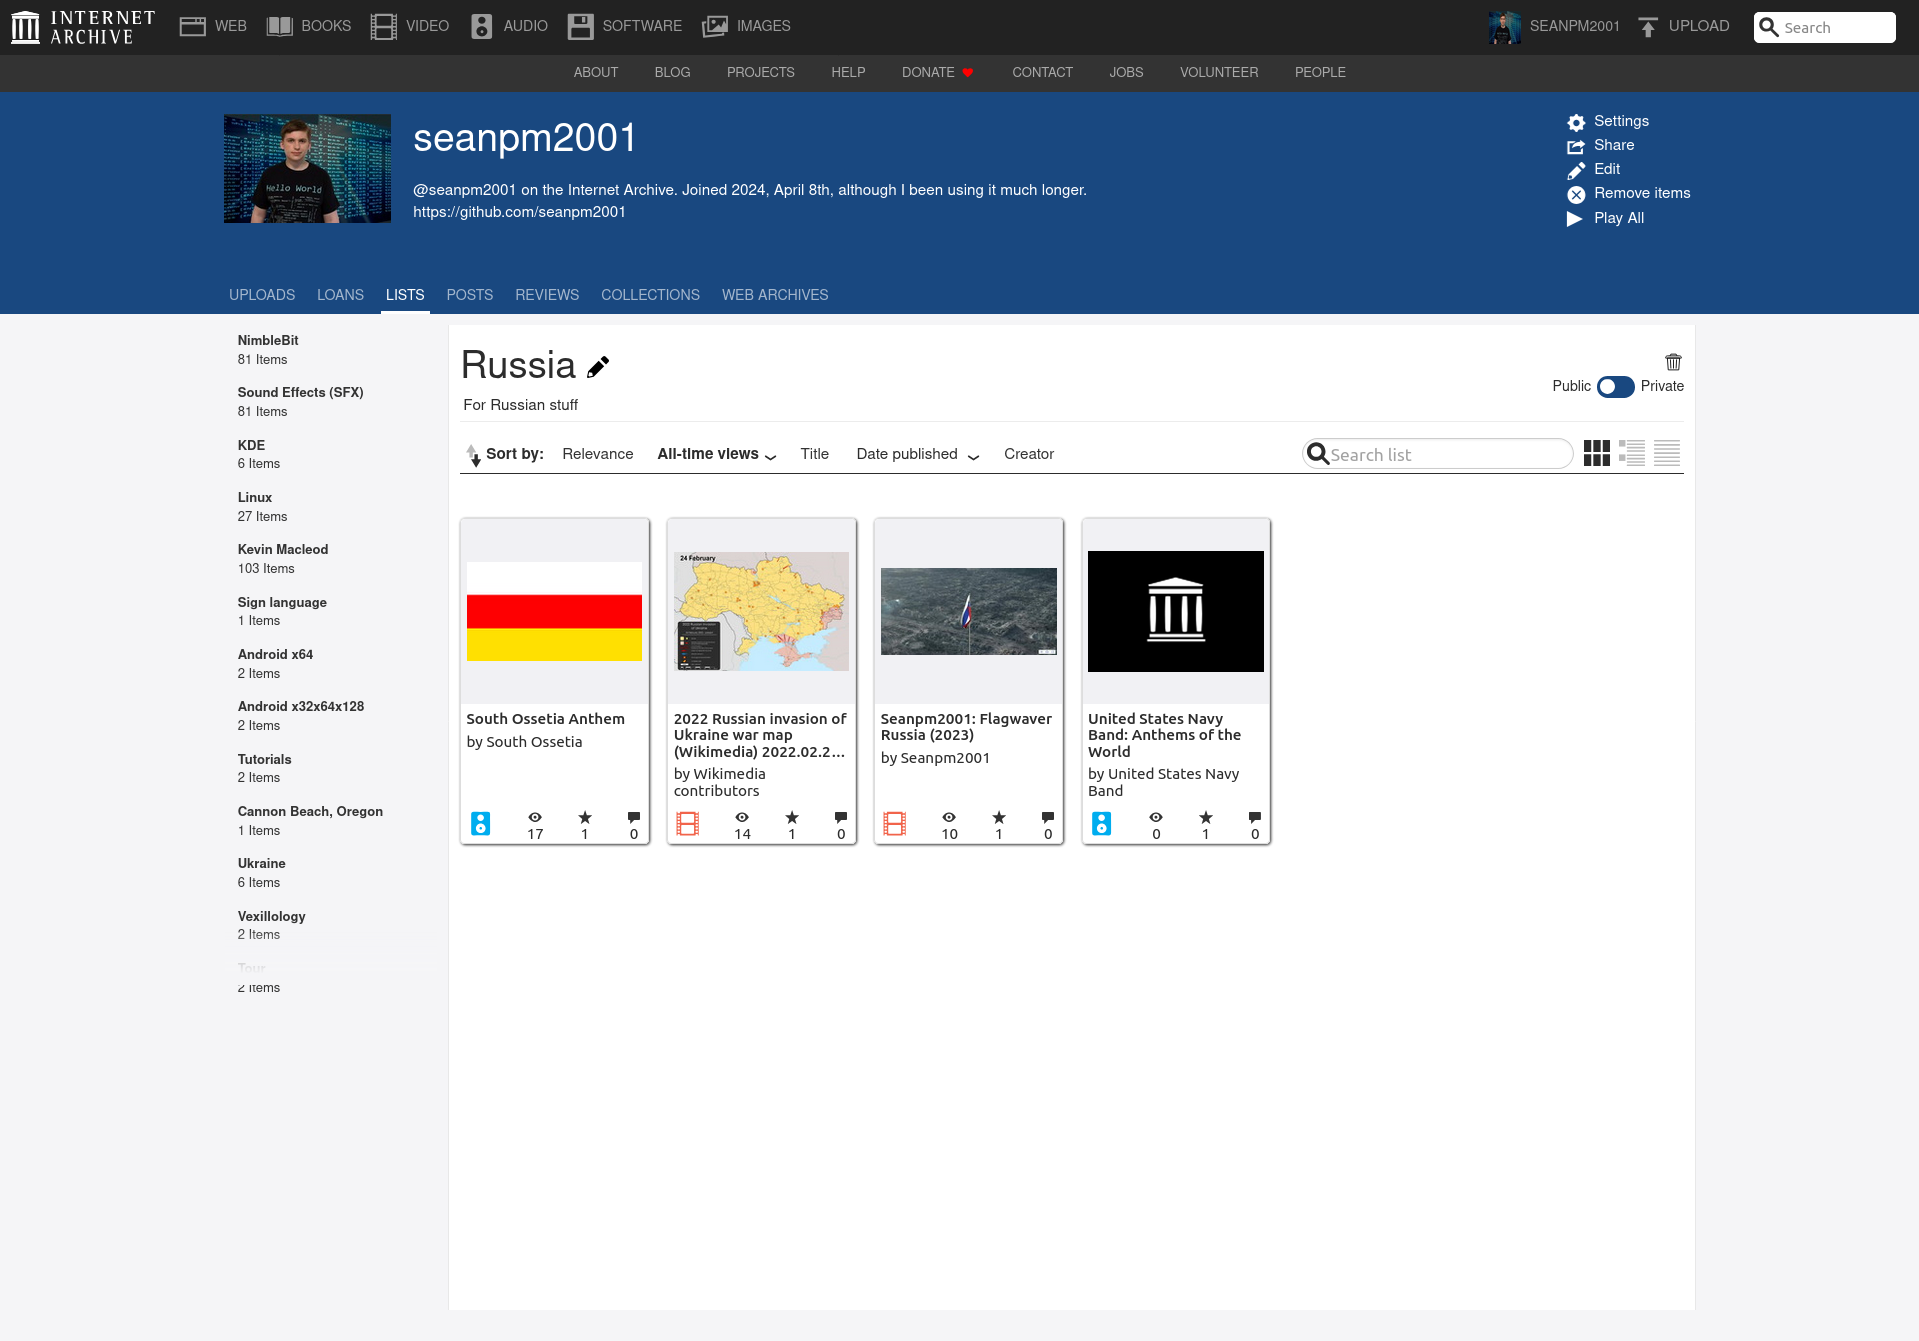 INTERNET ARCHIVE
WEB BOOKS VIDEO AUDIO SOFTWARE IMAGES
SEANPM2001 UPLOAD Search
ABOUT BLOG PROJECTS HELP DONATE CONTACT JOBS VOLUNTEER PEOPLE
Hello World
seanpm2001
@seanpm2001 on the Internet Archive. Joined 2024, April 8th, although I been using it much longer.
https://github.com/seanpm2001
Settings
Share
Edit
Remove items
Play All
UPLOADS LOANS LISTS POSTS REVIEWS COLLECTIONS WEB ARCHIVES
NimbleBit
81 Items
Sound Effects (SFX)
81 Items
KDE
6 Items
Linux
27 Items
Kevin Macleod
103 Items
Sign language
1 Items
Android x64
2 Items
Android x32x64x128
2 Items
Tutorials
2 Items
Cannon Beach, Oregon
1 Items
Ukraine
6 Items
Vexillology
2 Items
Tour
2 Items
Russia
For Russian stuff
Public Private
Sort by: Relevance All-time views Title Date published Creator
Search list
South Ossetia Anthem
by South Ossetia
17 1 0
24 February
2022 Russian invasion of
Ukraine war map
(Wikimedia) 2022.02.2...
by Wikimedia
contributors
14 1 0
Seanpm2001: Flagwaver
Russia (2023)
by Seanpm2001
10 1 0
United States Navy
Band: Anthems of the
World
by United States Navy
Band
0 1 0